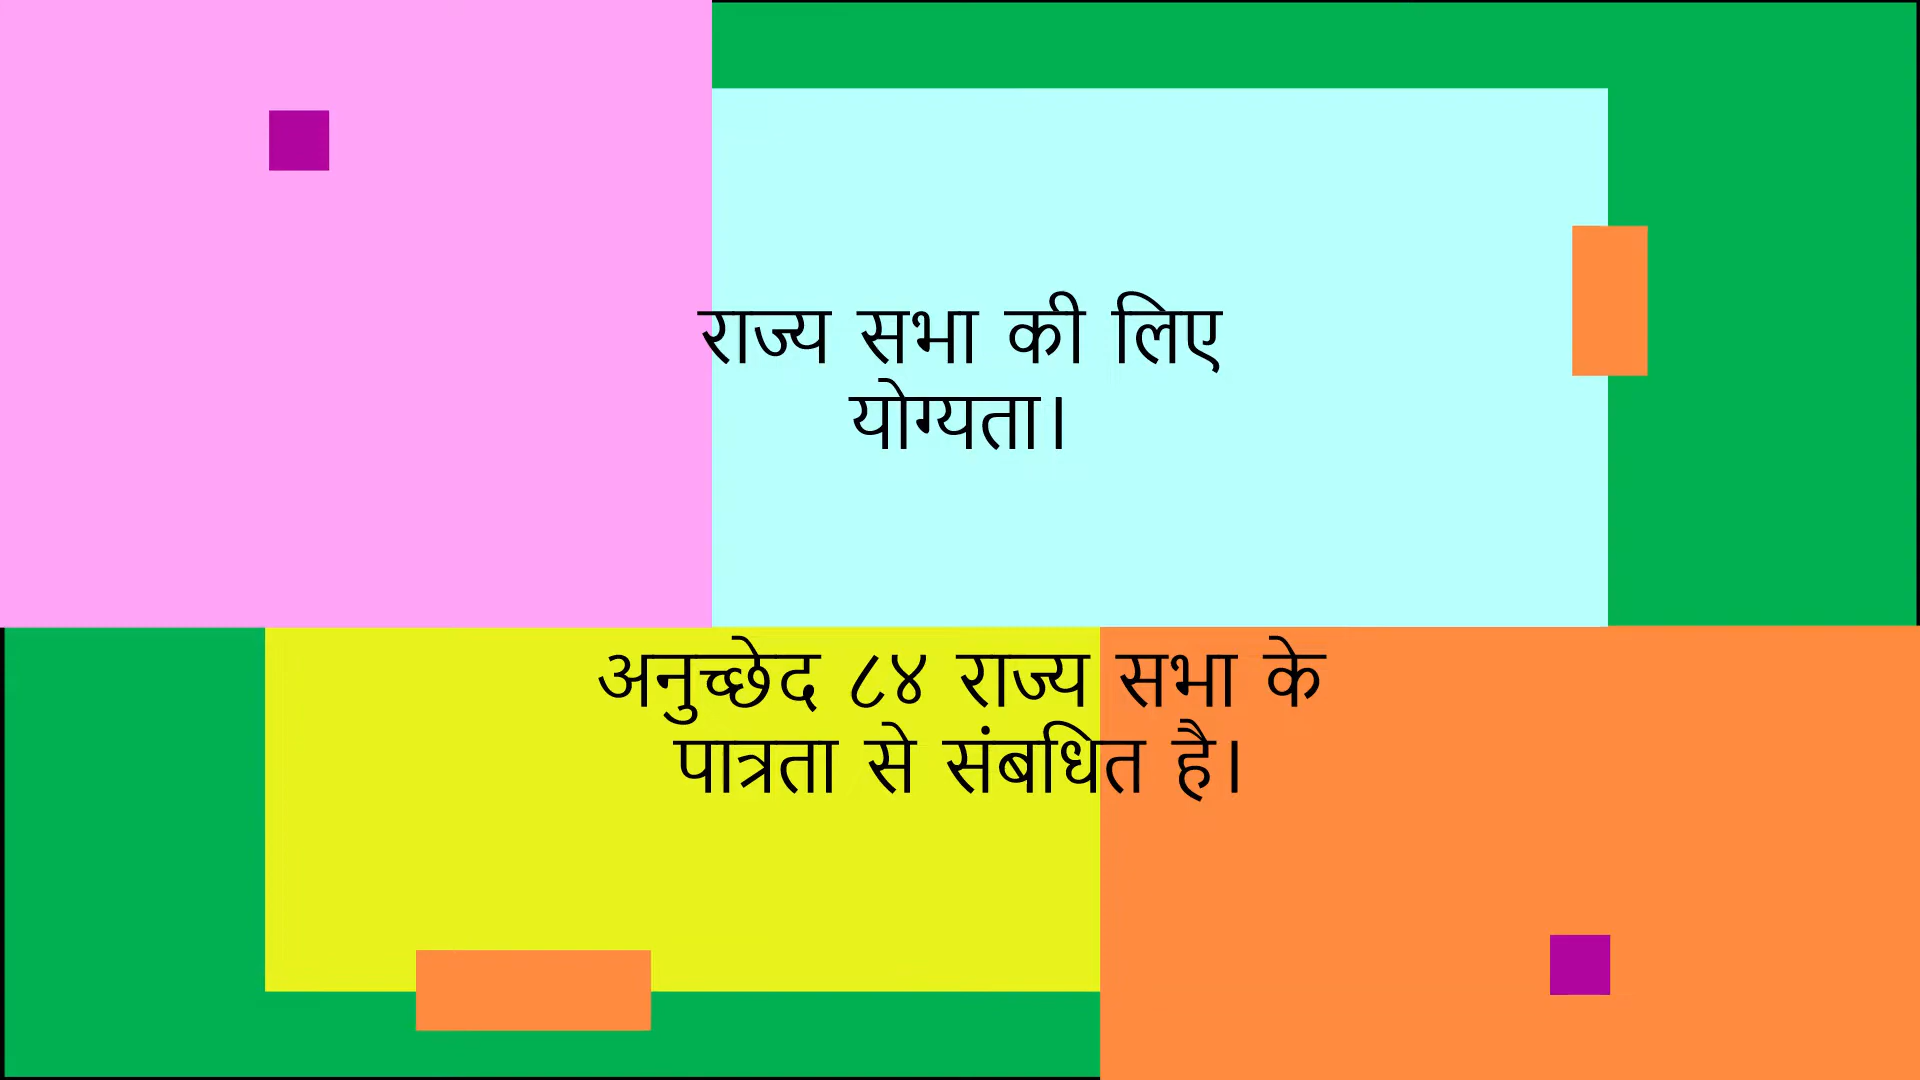 राज्य सभा की लिए
योग्यता।
अनुच्छेद ८४ राज्य सभा के
पात्रता से संबधित है।